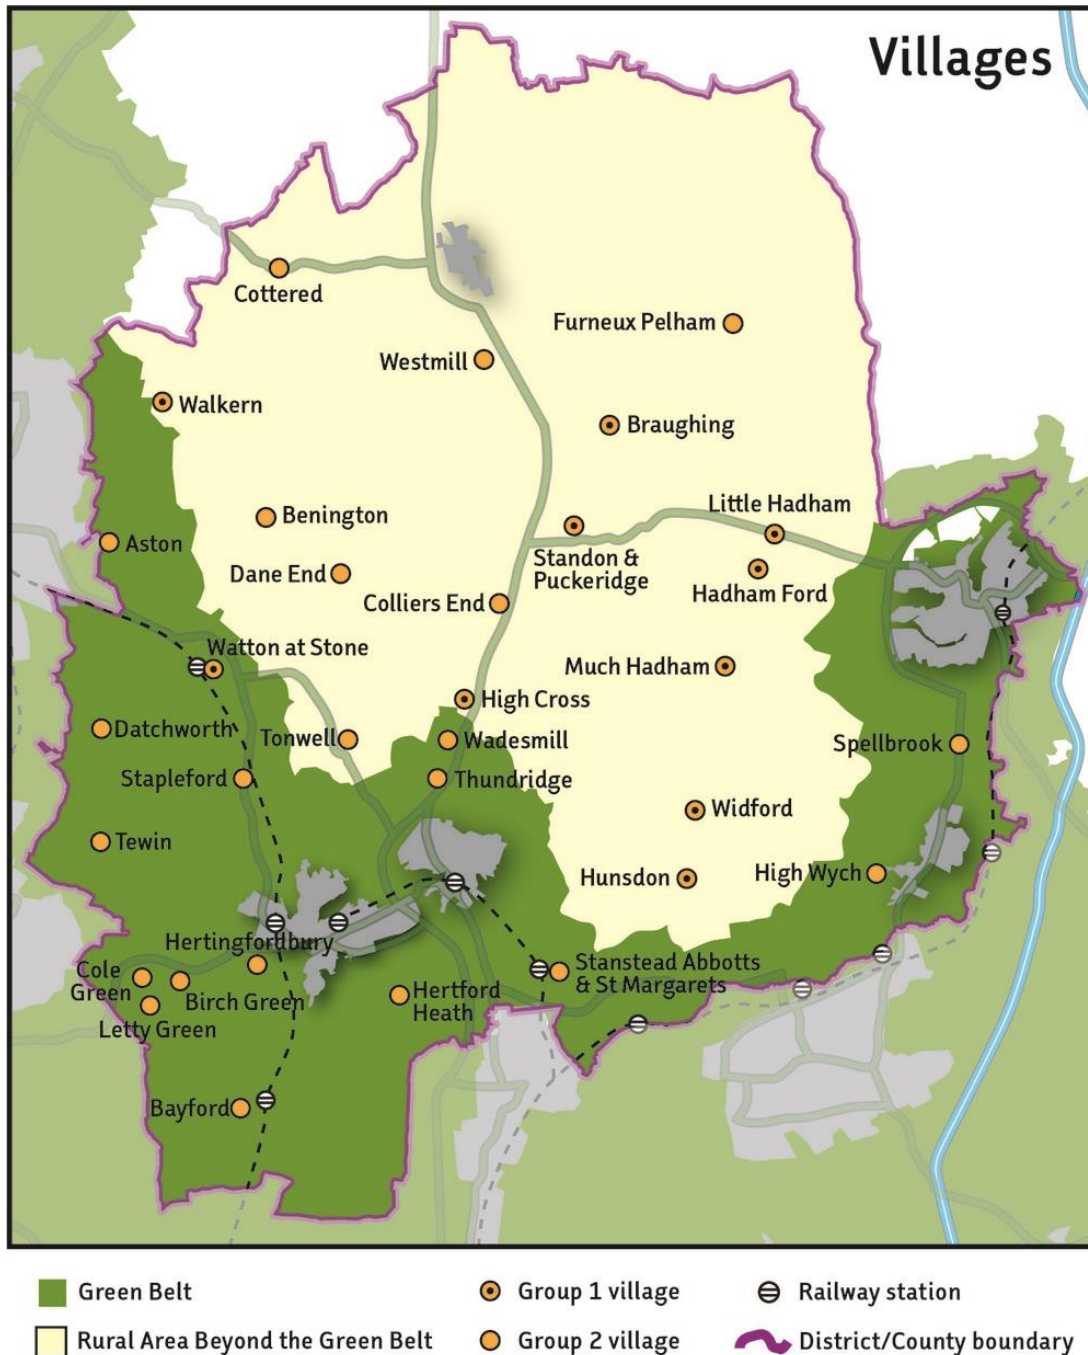 Villages
Cottered
Furneux Pelham
Westmill
Walkern
Braughing
Little Hadham
Benington
Aston
Standon &
Puckeridge
Dane End
Hadham Ford
Colliers End
Watton at Stone
Much Hadham
High Cross
Datchworth
Tonwell
Wadesmill
Spellbrook
Stapleford
Thundridge
Widford
Tewin
Hunsdon
High Wych
Hertingfordbury
Cole
Green
Birch Green
Letty Green
Hertford
Heath
Stanstead Abbotts
& St Margarets
Bayford
Green Belt
Group 1 village
Railway station
Rural Area Beyond the Green Belt
Group 2 village
District/County boundary